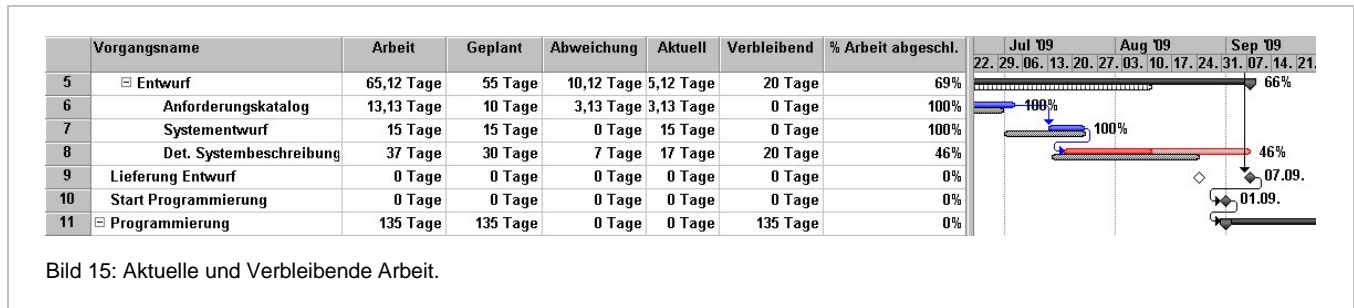 Vorgangsname Arbeit Geplant Abweichung Aktuell Verbleibend % Arbeit abgeschl. Jul '09 Aug '09 Sep '09
22. 29. 06. 13. 20. 27. 03. 10. 17. 24. 31. 07. 14. 21.
5 Entwurf 65,12 Tage 55 Tage 10,12 Tage 5,12 Tage 20 Tage 69% 66%
6 Anforderungskatalog 13,13 Tage 10 Tage 3,13 Tage 3,13 Tage 0 Tage 100% 100%
7 Systementwurf 15 Tage 15 Tage 0 Tage 15 Tage 0 Tage 100% 100%
8 Det. Systembeschreibung 37 Tage 30 Tage 7 Tage 17 Tage 20 Tage 46% 46%
9 Lieferung Entwurf 0 Tage 0 Tage 0 Tage 0 Tage 0 Tage 0% 07.09.
10 Start Programmierung 0 Tage 0 Tage 0 Tage 0 Tage 0 Tage 0% 01.09.
11 Programmierung 135 Tage 135 Tage 0 Tage 0 Tage 135 Tage 0%
Bild 15: Aktuelle und Verbleibende Arbeit.